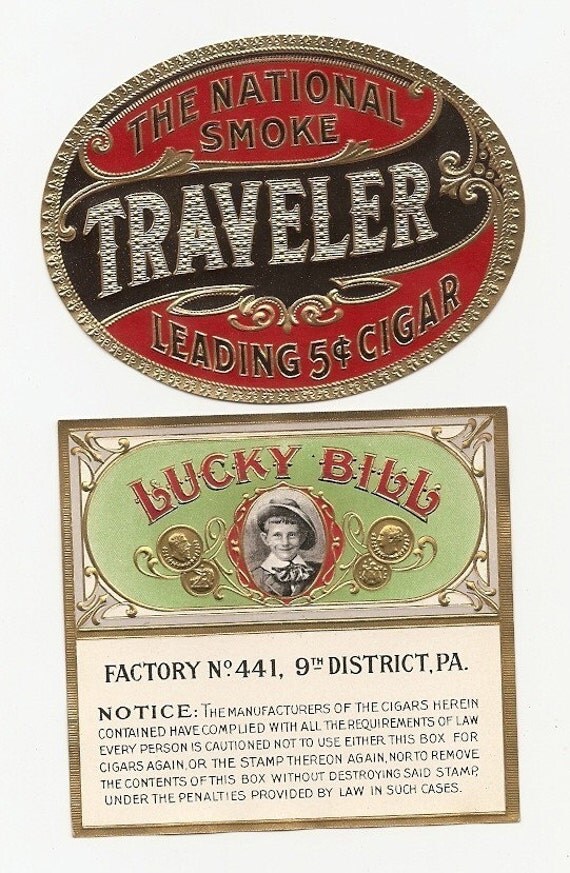 THE NATIONAL
SMOKE
TRAVELER
LEADING 5¢ CIGAR
LUCKY BILL
FACTORY Nº 441, 9TH DISTRICT, PA.
NOTICE: THE MANUFACTURERS OF THE CIGARS HEREIN
CONTAINED HAVE COMPLIED WITH ALL THE REQUIREMENTS OF LAW
EVERY PERSON IS CAUTIONED NOT TO USE EITHER THIS BOX FOR
CIGARS AGAIN, OR THE STAMP THEREON AGAIN, NOR TO REMOVE
THE CONTENTS OF THIS BOX WITHOUT DESTROYING SAID STAMP,
UNDER THE PENALTIES PROVIDED BY LAW IN SUCH CASES.